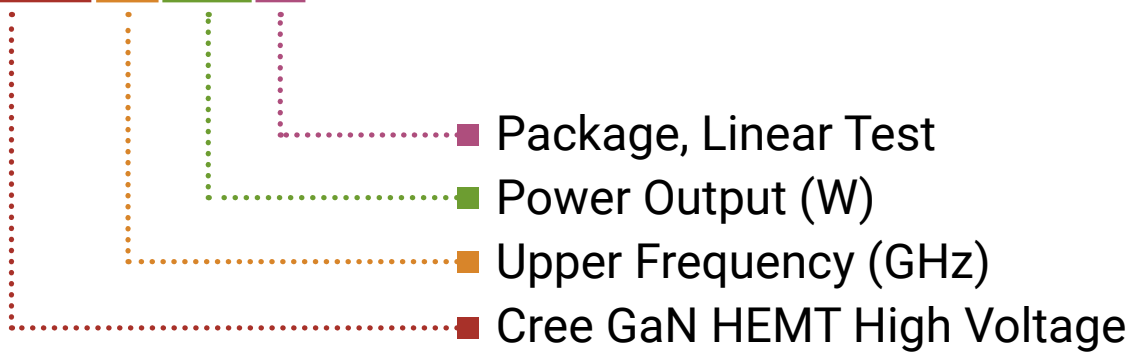 Package, Linear Test
Power Output (W)
Upper Frequency (GHz)
Cree GaN HEMT High Voltage